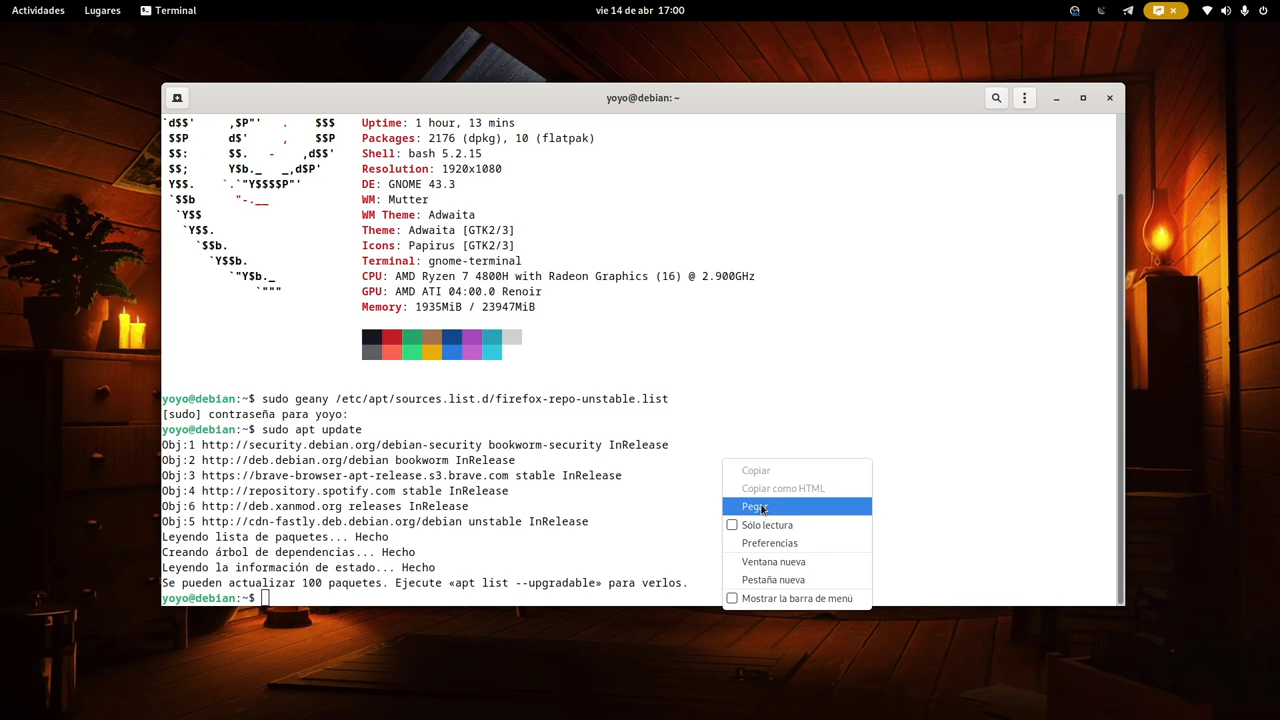 Actividades Lugares Terminal vie 14 de abr 17:00
yoyo@debian: ~
`d$$' ,$P"' . $$$ Uptime: 1 hour, 13 mins
$$P d$' , $$P Packages: 2176 (dpkg), 10 (flatpak)
$$: $$. - ,d$$' Shell: bash 5.2.15
$$; Y$b._ _,d$P' Resolution: 1920x1080
Y$$. `.`"Y$$$$P"' DE: GNOME 43.3
`$$b "-.__ WM: Mutter
`Y$$ WM Theme: Adwaita
`Y$$. Theme: Adwaita [GTK2/3]
`$$b. Icons: Papirus [GTK2/3]
`Y$$b. Terminal: gnome-terminal
`"Y$b._ CPU: AMD Ryzen 7 4800H with Radeon Graphics (16) @ 2.900GHz
`""" GPU: AMD ATI 04:00.0 Renoir
Memory: 1935MiB / 23947MiB
yoyo@debian:~$ sudo geany /etc/apt/sources.list.d/firefox-repo-unstable.list
[sudo] contraseña para yoyo:
yoyo@debian:~$ sudo apt update
Obj:1 http://security.debian.org/debian-security bookworm-security InRelease
Obj:2 http://deb.debian.org/debian bookworm InRelease
Obj:3 https://brave-browser-apt-release.s3.brave.com stable InRelease
Obj:4 http://repository.spotify.com stable InRelease
Obj:6 http://deb.xanmod.org releases InRelease
Obj:5 http://cdn-fastly.deb.debian.org/debian unstable InRelease
Leyendo lista de paquetes... Hecho
Creando árbol de dependencias... Hecho
Leyendo la información de estado... Hecho
Se pueden actualizar 100 paquetes. Ejecute «apt list --upgradable» para verlos.
yoyo@debian:~$
Copiar
Copiar como HTML
Pegar
Sólo lectura
Preferencias
Ventana nueva
Pestaña nueva
Mostrar la barra de menú